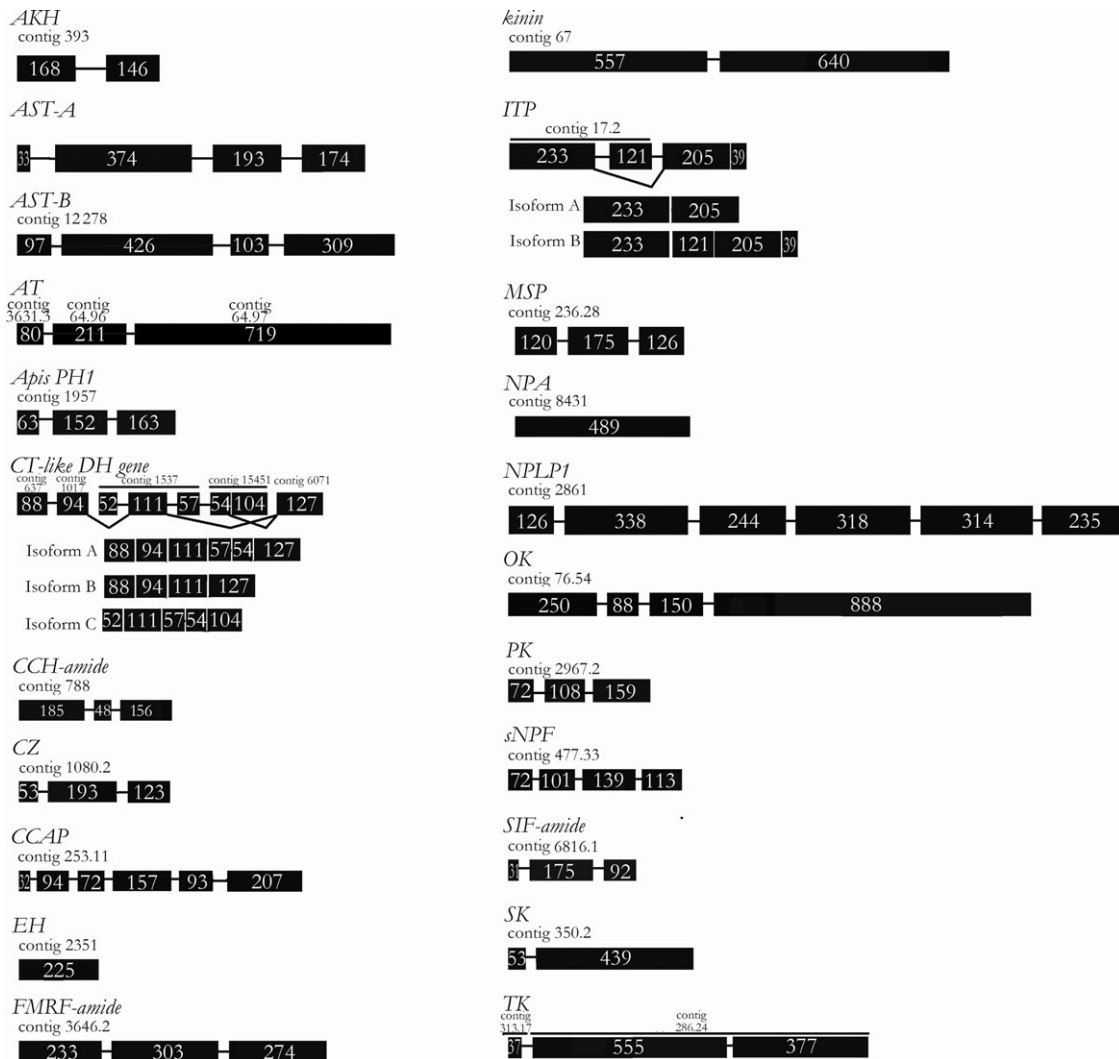 AKH
contig 393
168 146
AST-A
33 374 193 174
AST-B
contig 12278
97 426 103 309
AT
contig contig contig
3631.3 64.96 64.97
80 211 719
Apis PH1
contig 1957
63 152 163
CT-like DH gene
contig contig contig 1537 contig 15451 contig 6071
637 1017
88 94 52 111 57 54 104 127
Isoform A 88 94 111 57 54 127
Isoform B 88 94 111 127
Isoform C 52 111 57 54 104
CCH-amide
contig 788
185 48 156
CZ
contig 1080.2
53 193 123
CCAP
contig 253.11
32 94 72 157 93 207
EH
contig 2351
225
FMRF-amide
contig 3646.2
233 303 274
kinin
contig 67
557 640
ITP
contig 17.2
233 121 205 39
Isoform A 233 205
Isoform B 233 121 205 39
MSP
contig 236.28
120 175 126
NPA
contig 8431
489
NPLP1
contig 2861
126 338 244 318 314 235
OK
contig 76.54
250 88 150 888
PK
contig 2967.2
72 108 159
sNPF
contig 477.33
72 101 139 113
SIF-amide
contig 6816.1
31 175 92
SK
contig 350.2
53 439
TK
contig contig
313.17 286.24
37 555 377